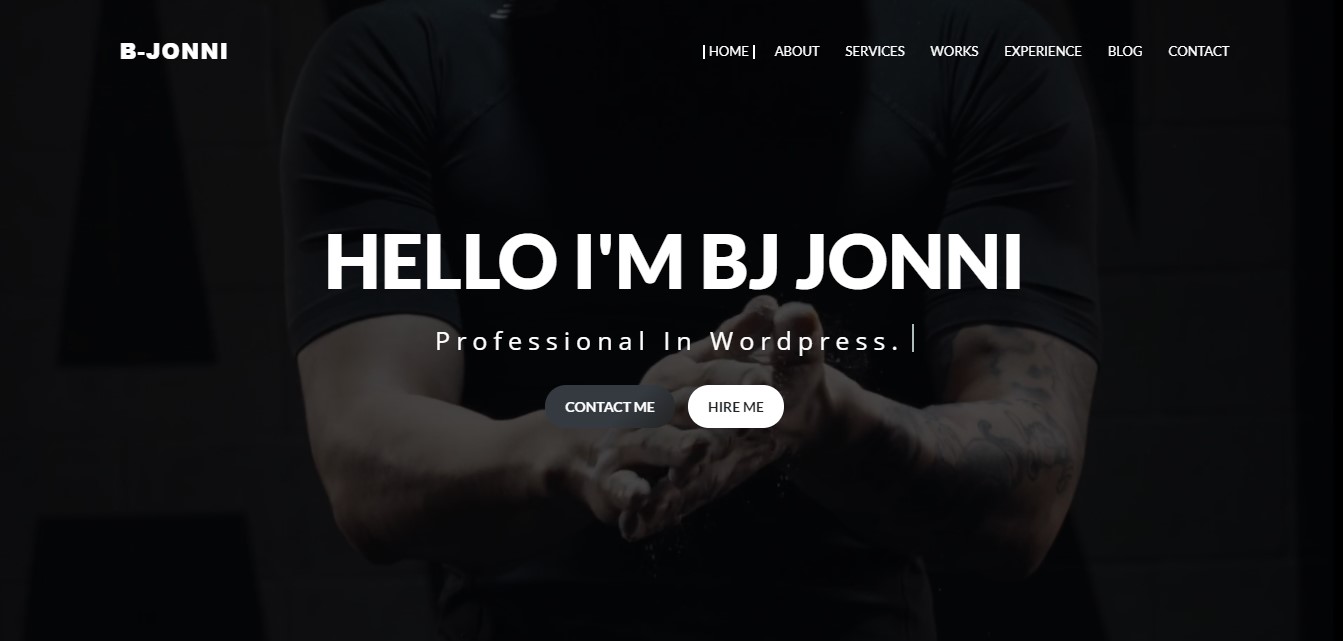 B-JONNI
HOME ABOUT SERVICES WORKS EXPERIENCE BLOG CONTACT
HELLO I'M BJ JONNI
Professional In Wordpress.
CONTACT ME HIRE ME